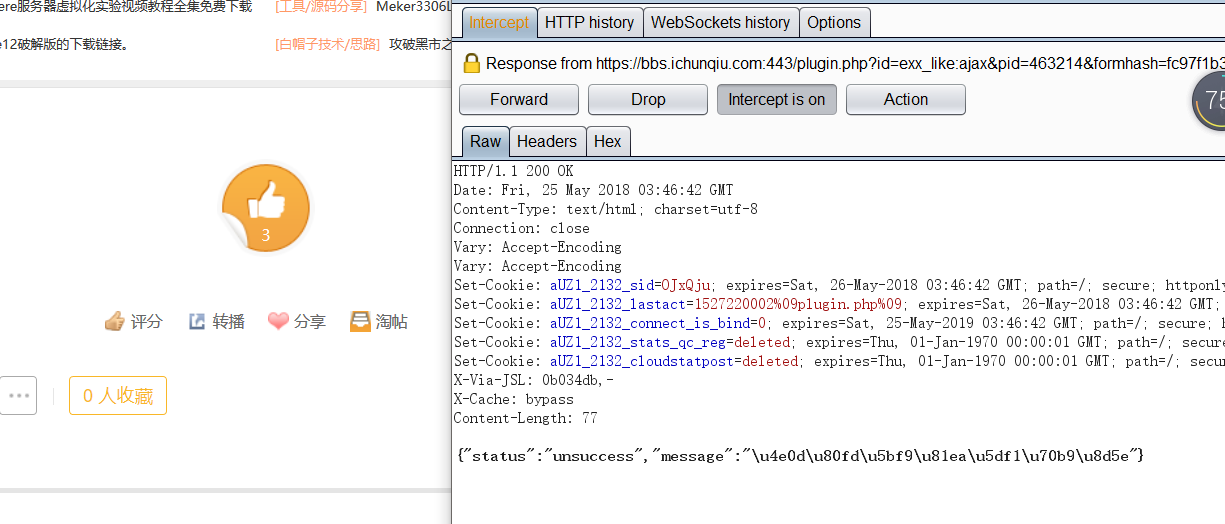 ere服务器虚拟化实验视频教程全集免费下载 [工具/源码分享] Meker3306L
e12破解版的下载链接。 [白帽子技术/思路] 攻破黑市之
3
评分 转播 分享 淘帖
0 人收藏
Intercept HTTP history WebSockets history Options
Response from https://bbs.ichunqiu.com:443/plugin.php?id=exx_like:ajax&pid=463214&formhash=fc97f1b3
Forward Drop Intercept is on Action
75
Raw Headers Hex
HTTP/1.1 200 OK
Date: Fri, 25 May 2018 03:46:42 GMT
Content-Type: text/html; charset=utf-8
Connection: close
Vary: Accept-Encoding
Vary: Accept-Encoding
Set-Cookie: aUZ1_2132_sid=OJxQju; expires=Sat, 26-May-2018 03:46:42 GMT; path=/; secure; httponly
Set-Cookie: aUZ1_2132_lastact=1527220002%09plugin.php%09; expires=Sat, 26-May-2018 03:46:42 GMT;
Set-Cookie: aUZ1_2132_connect_is_bind=0; expires=Sat, 25-May-2019 03:46:42 GMT; path=/; secure; h
Set-Cookie: aUZ1_2132_stats_qc_reg=deleted; expires=Thu, 01-Jan-1970 00:00:01 GMT; path=/; secure
Set-Cookie: aUZ1_2132_cloudstatpost=deleted; expires=Thu, 01-Jan-1970 00:00:01 GMT; path=/; secu
X-Via-JSL: 0b034db,-
X-Cache: bypass
Content-Length: 77
{"status":"unsuccess","message":"\u4e0d\u80fd\u5bf9\u81ea\u5df1\u70b9\u8d5e"}